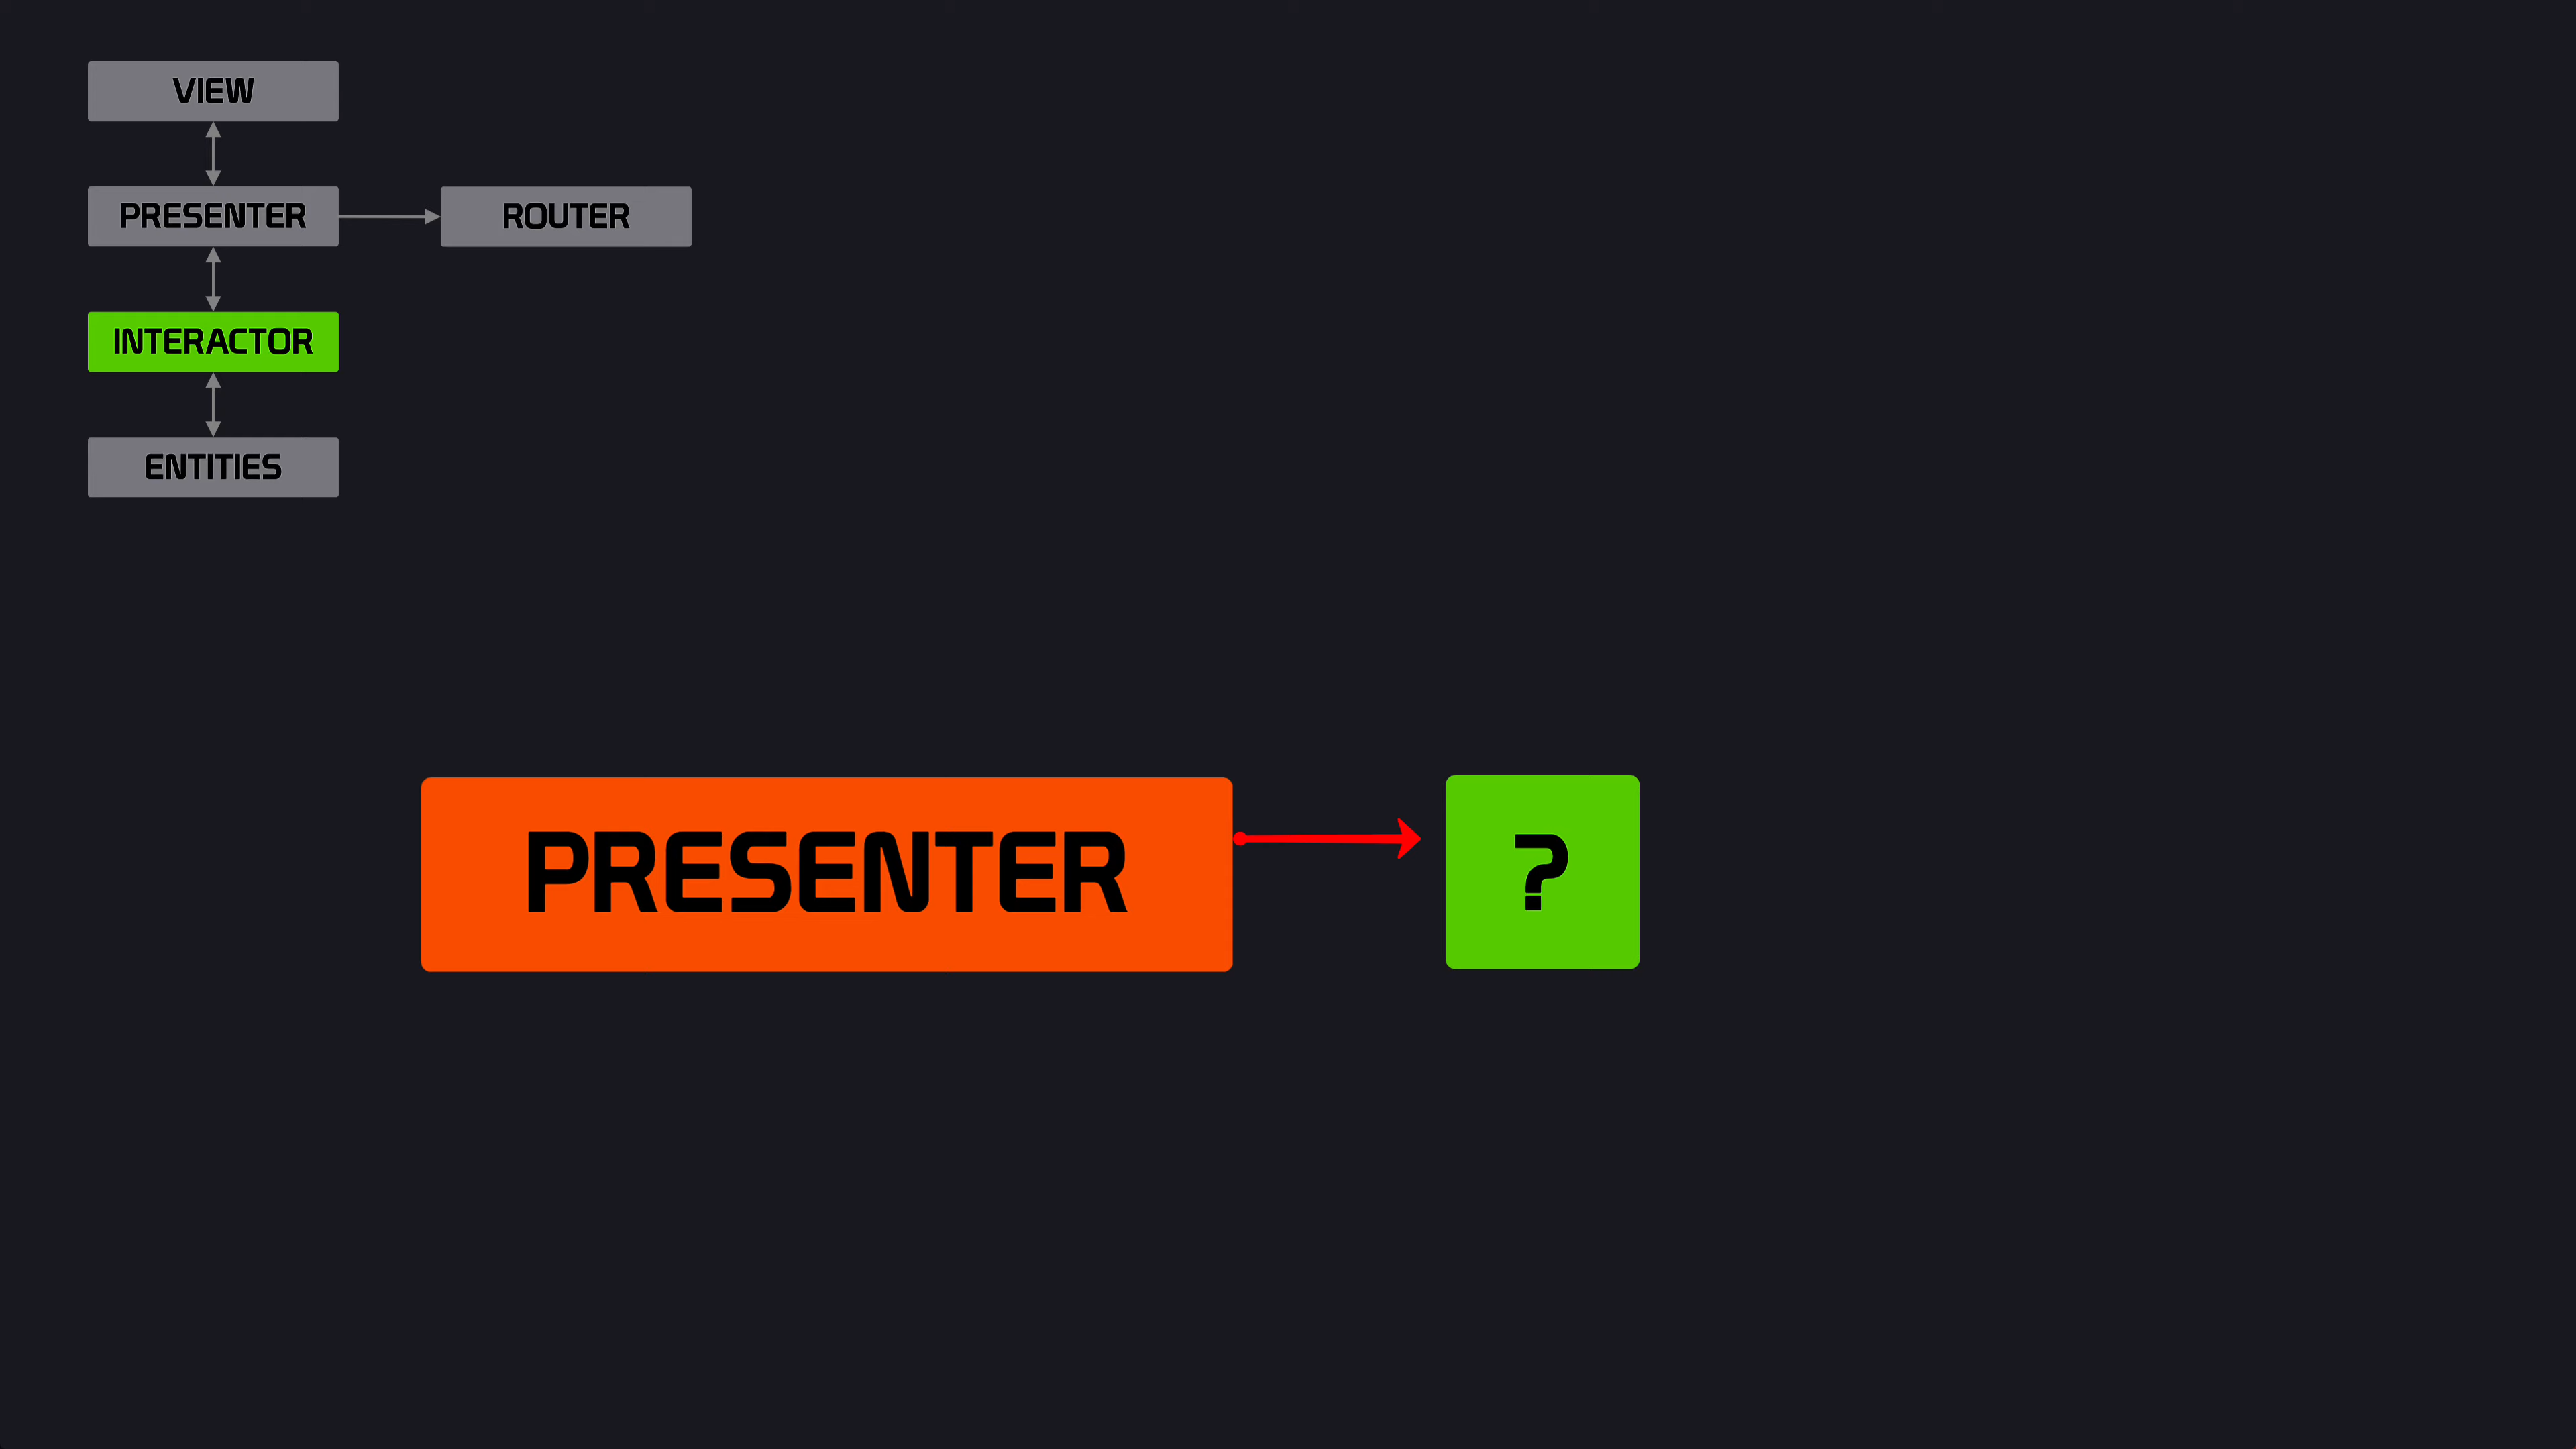 VIEW
PRESENTER
ROUTER
INTERACTOR
ENTITIES
PRESENTER
?